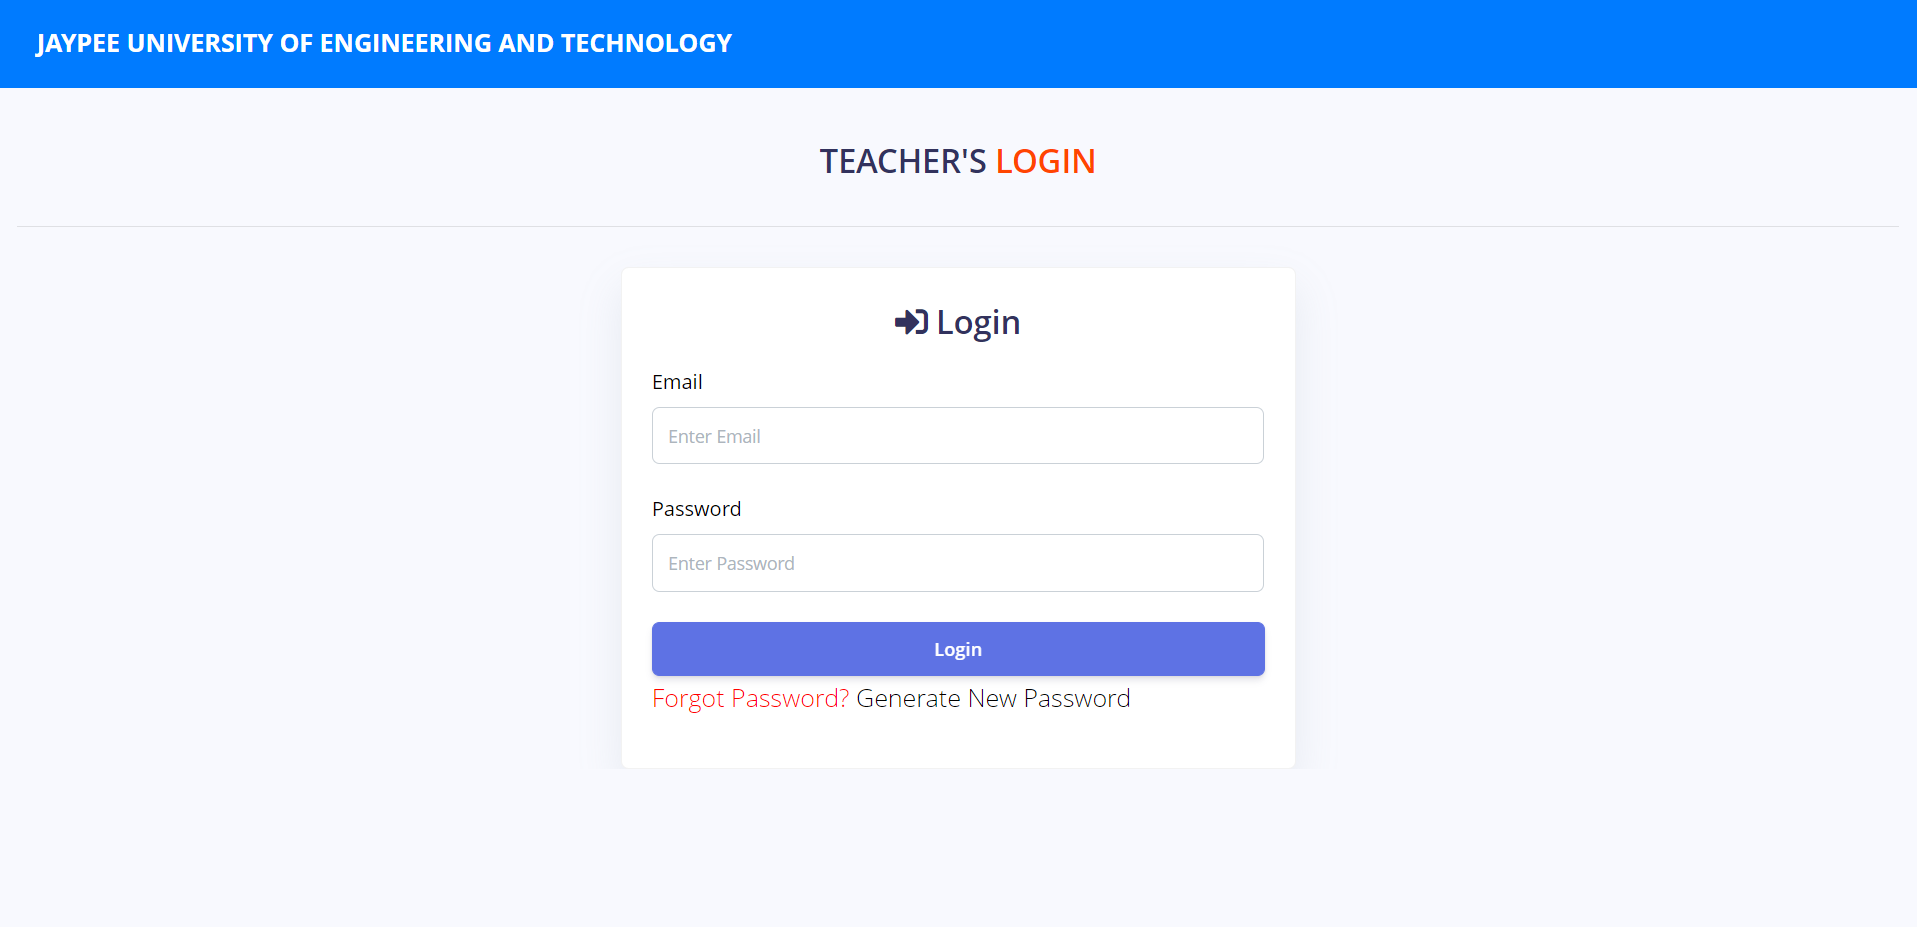 JAYPEE UNIVERSITY OF ENGINEERING AND TECHNOLOGY
TEACHER'S LOGIN
Login
Email
Enter Email
Password
Enter Password
Login
Forgot Password? Generate New Password